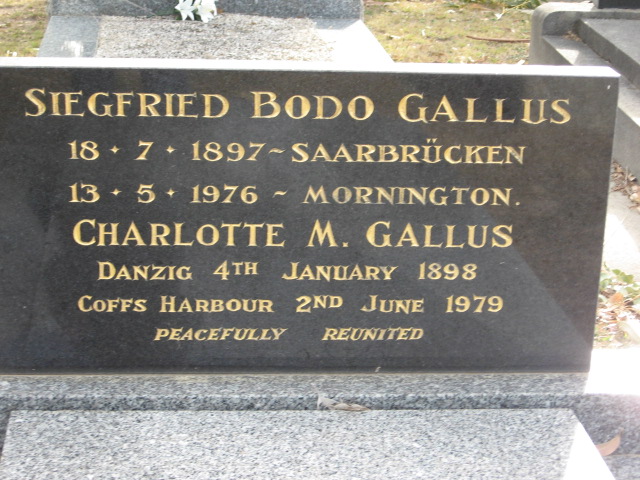 SIEGFRIED BODO GALLUS
18 · 7 · 1897 ~ SAARBRÜCKEN
13 · 5 · 1976 ~ MORNINGTON.
CHARLOTTE M. GALLUS
DANZIG 4TH JANUARY 1898
COFFS HARBOUR 2ND JUNE 1979
PEACEFULLY REUNITED